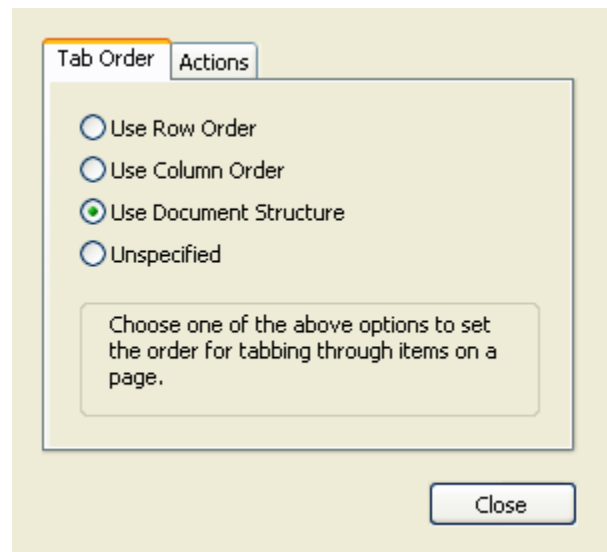 Tab Order
Actions
Use Row Order
Use Column Order
Use Document Structure
Unspecified
Choose one of the above options to set
the order for tabbing through items on a
page.
Close